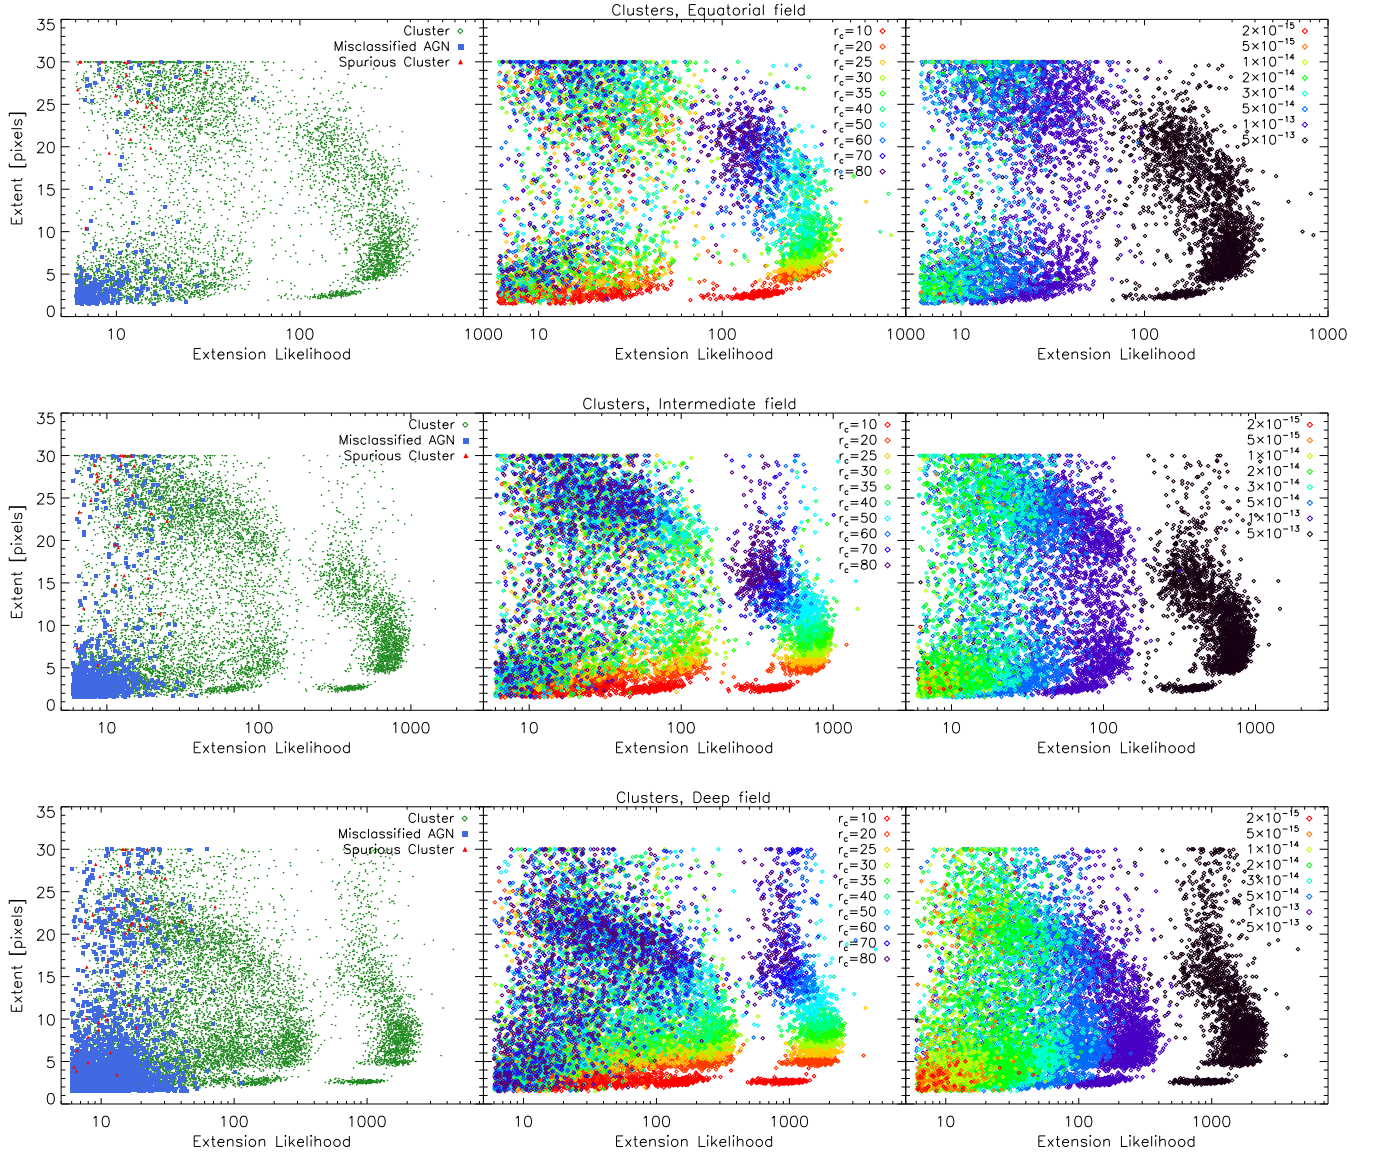 Clusters, Equatorial field
Extent [pixels]
35
30
25
20
15
10
5
0
Cluster
Misclassified AGN
Spurious Cluster
10
100
1000
Extension Likelihood
r_c=10
r_c=20
r_c=25
r_c=30
r_c=35
r_c=40
r_c=50
r_c=60
r_c=70
r_c=80
10
100
1000
Extension Likelihood
2×10^-15
5×10^-15
1×10^-14
2×10^-14
3×10^-14
5×10^-14
1×10^-13
5×10^-13
10
100
1000
Extension Likelihood
Clusters, Intermediate field
Extent [pixels]
35
30
25
20
15
10
5
0
Cluster
Misclassified AGN
Spurious Cluster
10
100
1000
Extension Likelihood
r_c=10
r_c=20
r_c=25
r_c=30
r_c=35
r_c=40
r_c=50
r_c=60
r_c=70
r_c=80
10
100
1000
Extension Likelihood
2×10^-15
5×10^-15
1×10^-14
2×10^-14
3×10^-14
5×10^-14
1×10^-13
5×10^-13
10
100
1000
Extension Likelihood
Clusters, Deep field
Extent [pixels]
35
30
25
20
15
10
5
0
Cluster
Misclassified AGN
Spurious Cluster
10
100
1000
Extension Likelihood
r_c=10
r_c=20
r_c=25
r_c=30
r_c=35
r_c=40
r_c=50
r_c=60
r_c=70
r_c=80
10
100
1000
Extension Likelihood
2×10^-15
5×10^-15
1×10^-14
2×10^-14
3×10^-14
5×10^-14
1×10^-13
5×10^-13
10
100
1000
Extension Likelihood